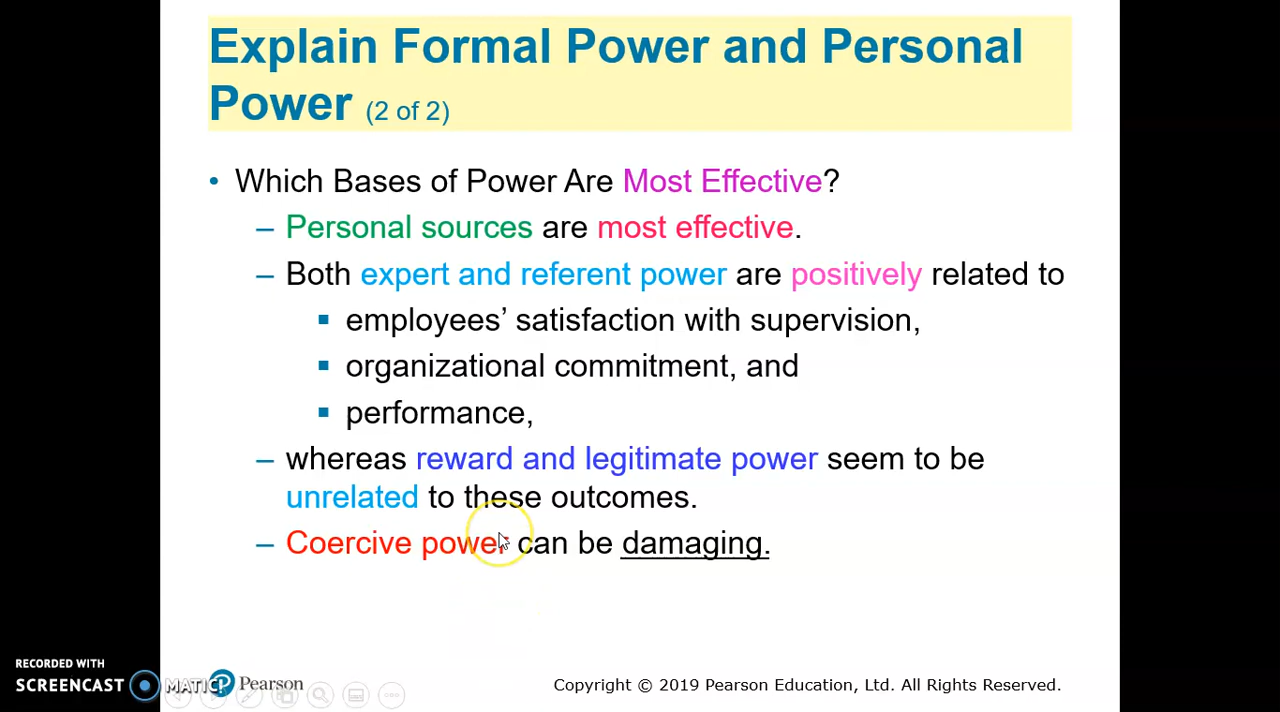 Explain Formal Power and Personal
Power (2 of 2)
• Which Bases of Power Are Most Effective?
– Personal sources are most effective.
– Both expert and referent power are positively related to
▪ employees’ satisfaction with supervision,
▪ organizational commitment, and
▪ performance,
– whereas reward and legitimate power seem to be
unrelated to these outcomes.
– Coercive power can be damaging.
RECORDED WITH
SCREENCAST MATIC
Pearson
Copyright © 2019 Pearson Education, Ltd. All Rights Reserved.